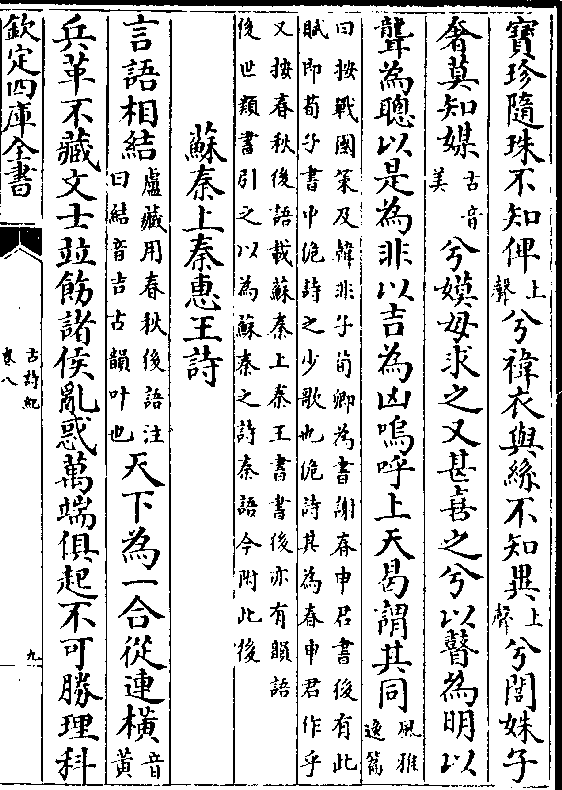 寶珍隨珠不知佩上聲兮褘衣與絲不知異上聲兮閭姝子
奢莫知媒古音美兮嫫母求之又甚喜之兮以瞽為明以
聾為聰以是為非以吉為凶嗚呼上天曷謂其同風雅逸篇
曰按戰國策及韓非子荀卿為書謝春申君書後有此
賦即荀子書中佹詩之少歌也佹詩其為春申君作乎
又按春秋後語載蘇秦上秦王書書後亦有韻語
後世類書引之以為蘇秦之詩秦語今附此後
蘇秦上秦惠王詩
言語相結盧藏用春秋後語注曰結音吉古韻叶也天下為一合從連橫音黃
兵革不藏文士並飭諸侯亂惑萬端俱起不可勝理科
欽定四庫全書
古詩紀
卷八
九